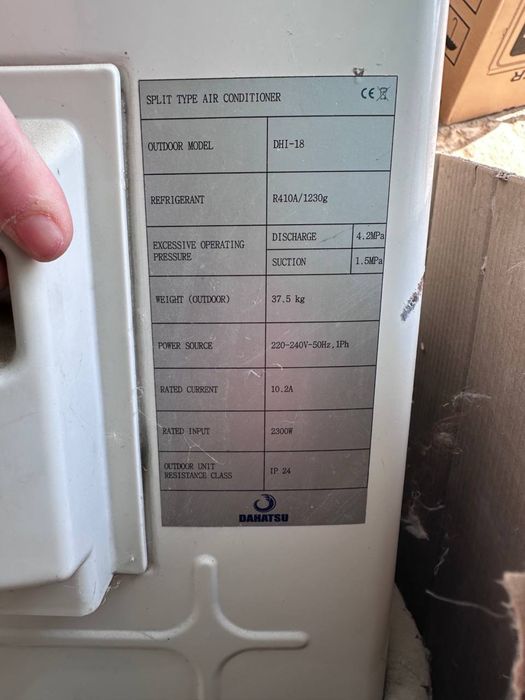 SPLIT TYPE AIR CONDITIONER CE
OUTDOOR MODEL DHI-18
REFRIGERANT R410A/1230g
EXCESSIVE OPERATING PRESSURE DISCHARGE 4.2MPa
SUCTION 1.5MPa
WEIGHT (OUTDOOR) 37.5 kg
POWER SOURCE 220-240V-50Hz,1Ph
RATED CURRENT 10.2A
RATED INPUT 2300W
OUTDOOR UNIT RESISTANCE CLASS IP 24
DAHATSU